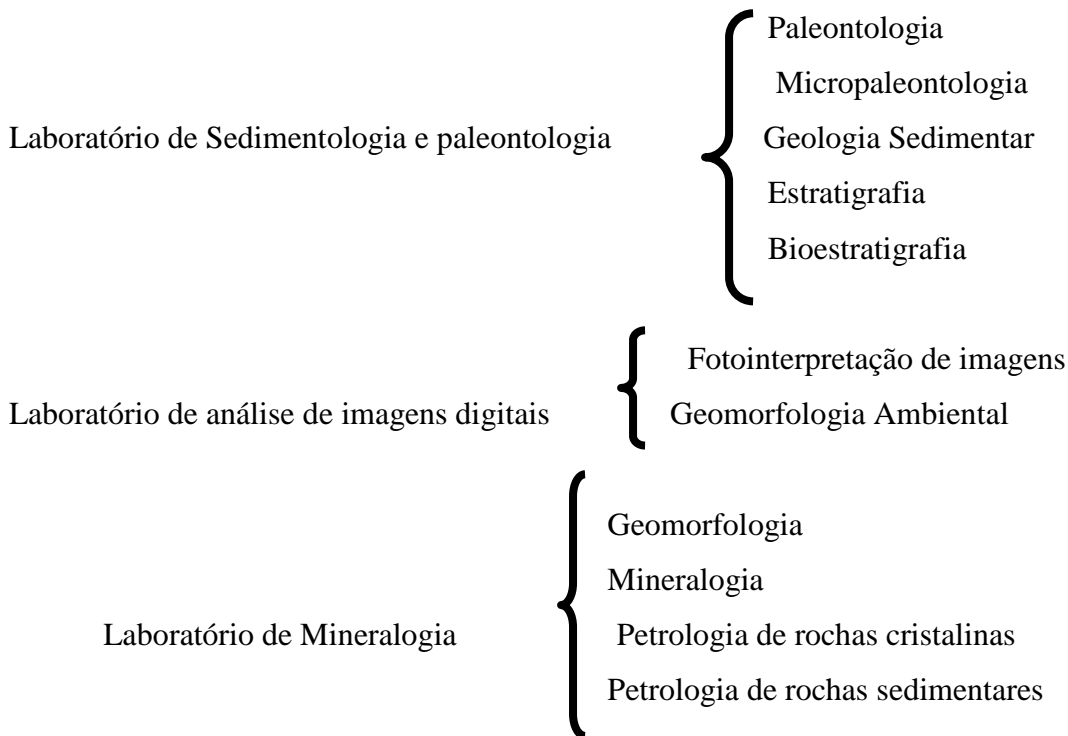 Laboratório de Sedimentologia e paleontologia
Paleontologia
Micropaleontologia
Geologia Sedimentar
Estratigrafia
Bioestratigrafia
Laboratório de análise de imagens digitais
Fotointerpretação de imagens
Geomorfologia Ambiental
Laboratório de Mineralogia
Geomorfologia
Mineralogia
Petrologia de rochas cristalinas
Petrologia de rochas sedimentares